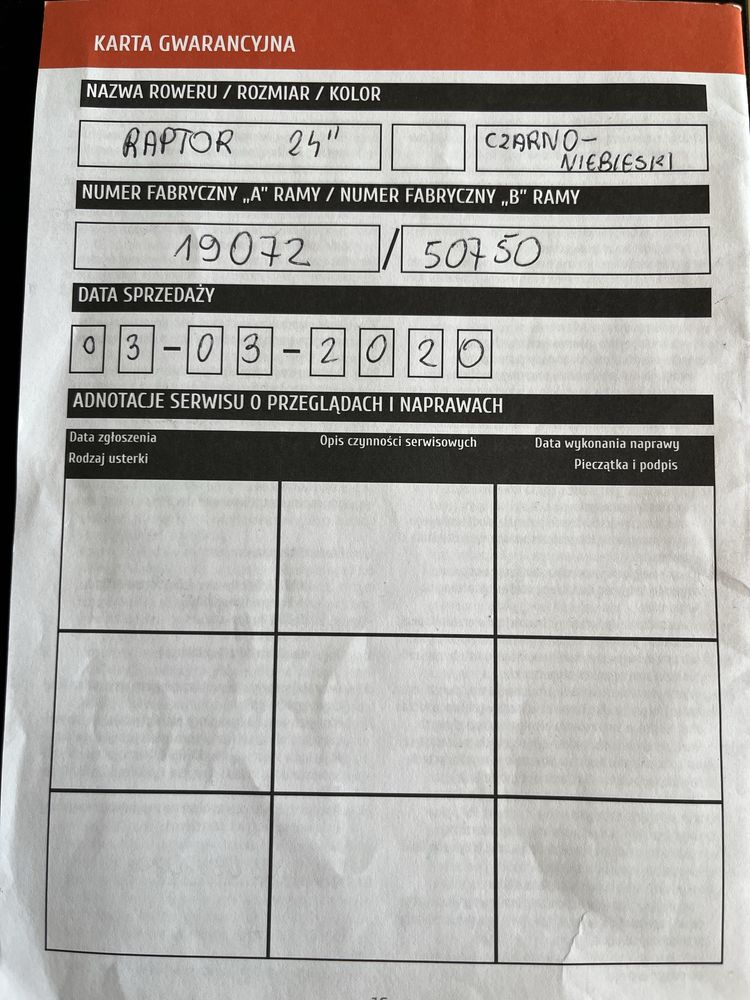 KARTA GWARANCYJNA
NAZWA ROWERU / ROZMIAR / KOLOR
RAPTOR 24" CZARNO-
NIEBIESKI
NUMER FABRYCZNY „A” RAMY / NUMER FABRYCZNY „B” RAMY
19072 / 50750
DATA SPRZEDAŻY
03-03-2020
ADNOTACJE SERWISU O PRZEGLĄDACH I NAPRAWACH
Data zgłoszenia Opis czynności serwisowych Data wykonania naprawy
Rodzaj usterki Pieczątka i podpis